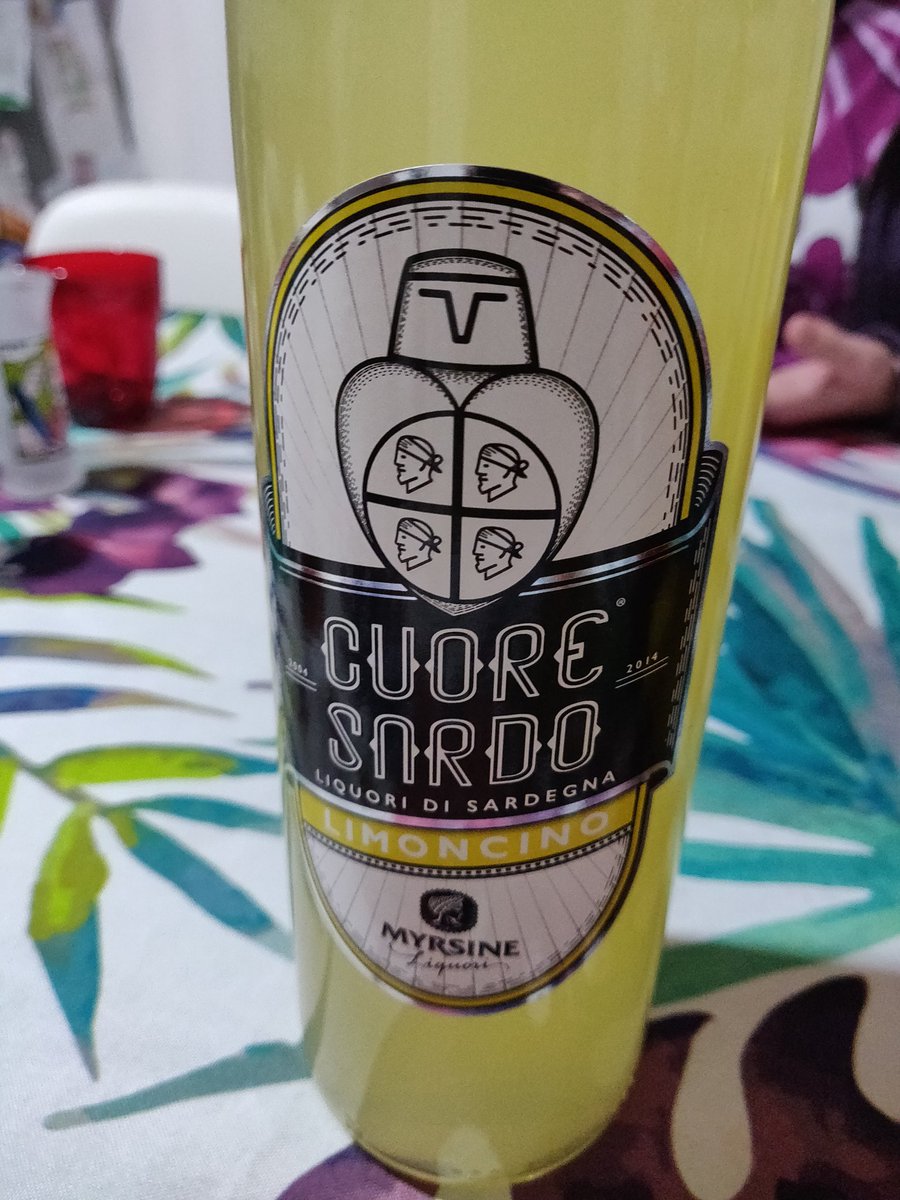 CUORE®
2004
2014
SARDO
LIQUORI DI SARDEGNA
LIMONCINO
MYRSINE
Liquori